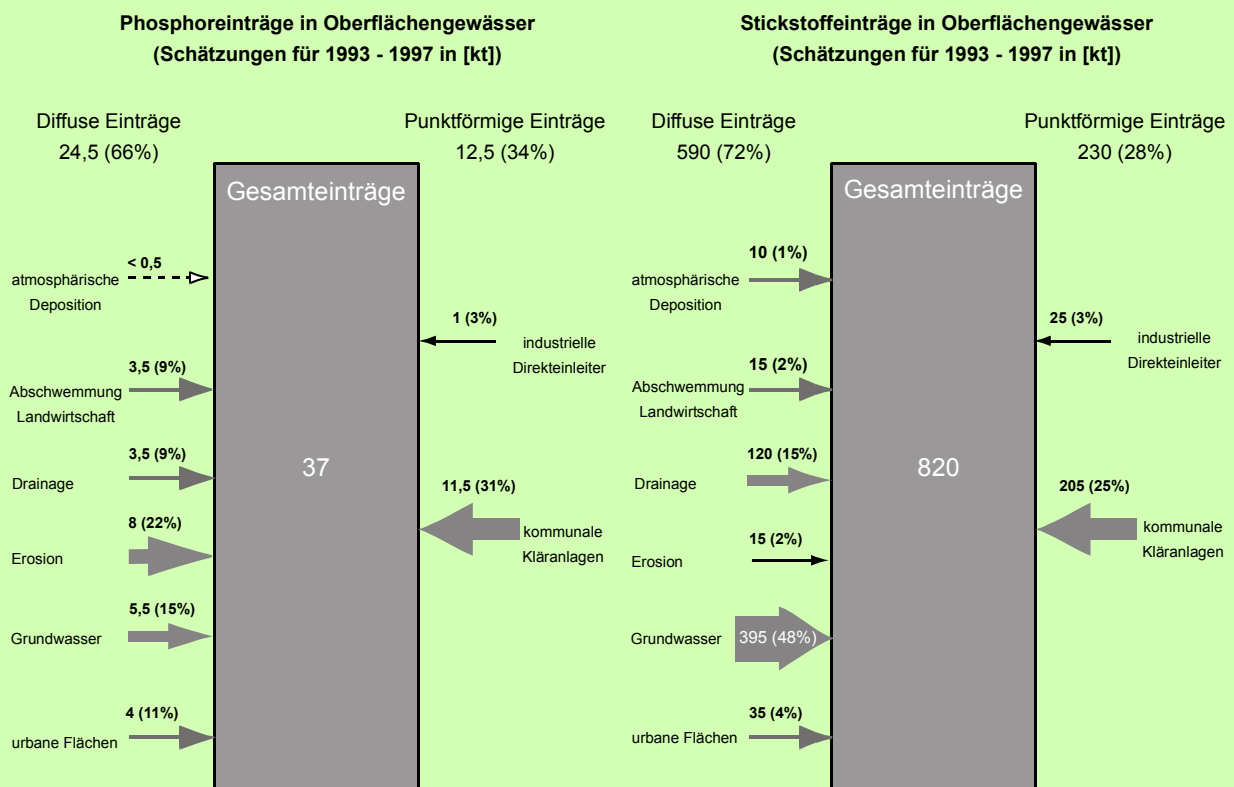 Phosphoreinträge in Oberflächengewässer
(Schätzungen für 1993 - 1997 in [kt])
Diffuse Einträge
24,5 (66%)
Punktförmige Einträge
12,5 (34%)
Gesamteinträge
< 0,5
atmosphärische
Deposition
1 (3%)
industrielle
Direkteinleiter
3,5 (9%)
Abschwemmung
Landwirtschaft
3,5 (9%)
Drainage
37
11,5 (31%)
kommunale
Kläranlagen
8 (22%)
Erosion
5,5 (15%)
Grundwasser
4 (11%)
urbane Flächen
Stickstoffeinträge in Oberflächengewässer
(Schätzungen für 1993 - 1997 in [kt])
Diffuse Einträge
590 (72%)
Punktförmige Einträge
230 (28%)
Gesamteinträge
10 (1%)
atmosphärische
Deposition
25 (3%)
industrielle
Direkteinleiter
15 (2%)
Abschwemmung
Landwirtschaft
120 (15%)
Drainage
820
205 (25%)
kommunale
Kläranlagen
15 (2%)
Erosion
Grundwasser
395 (48%)
35 (4%)
urbane Flächen